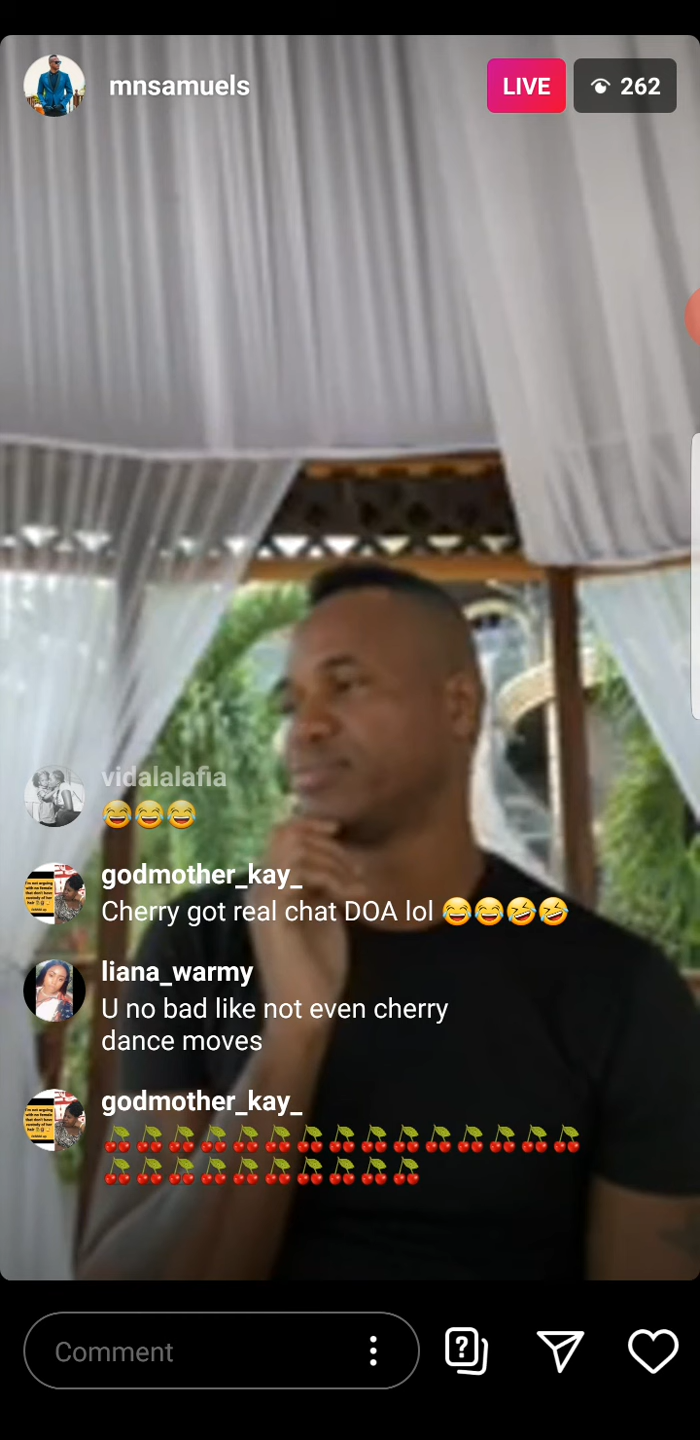 mnsamuels
LIVE
262
vidalalafia
😂😂😂
godmother_kay_
Cherry got real chat DOA lol 😂😂🤣🤣
liana_warmy
U no bad like not even cherry
dance moves
godmother_kay_
🍒🍒🍒🍒🍒🍒🍒🍒🍒🍒🍒🍒🍒🍒🍒
🍒🍒🍒🍒🍒🍒🍒🍒🍒🍒
Comment